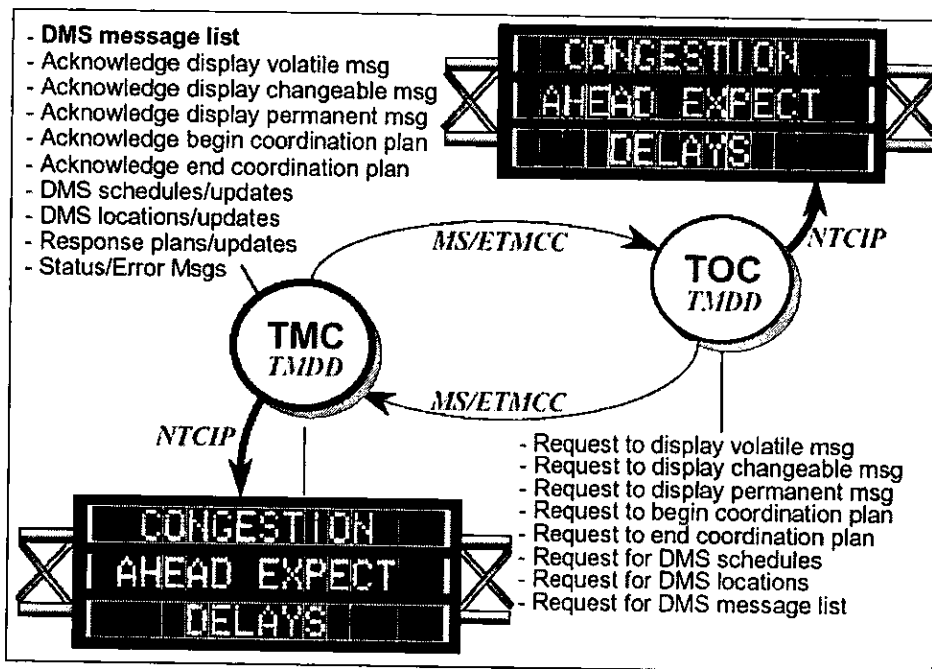 - DMS message list
- Acknowledge display volatile msg
- Acknowledge display changeable msg
- Acknowledge display permanent msg
- Acknowledge begin coordination plan
- Acknowledge end coordination plan
- DMS schedules/updates
- DMS locations/updates
- Response plans/updates
- Status/Error Msgs
CONGESTION
AHEAD EXPECT
DELAYS
MS/ETMCC
NTCIP
TOC
TMDD
TMC
TMDD
MS/ETMCC
NTCIP
CONGESTION
AHEAD EXPECT
DELAYS
- Request to display volatile msg
- Request to display changeable msg
- Request to display permanent msg
- Request to begin coordination plan
- Request to end coordination plan
- Request for DMS schedules
- Request for DMS locations
- Request for DMS message list